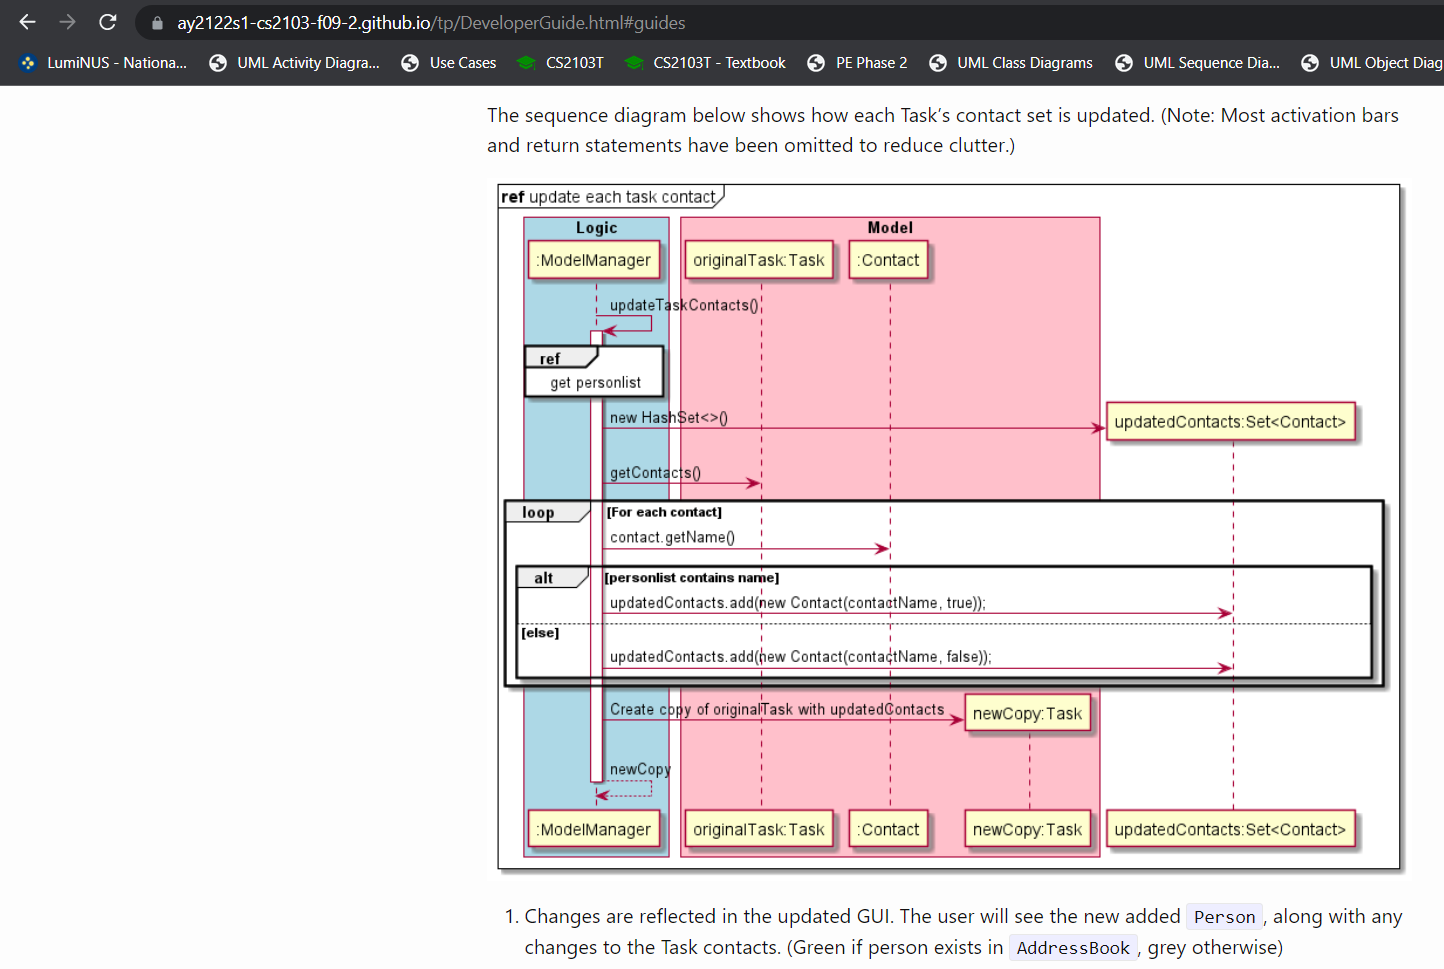 ay2122s1-cs2103-f09-2.github.io/tp/DeveloperGuide.html#guides
LumiNUS - Nationa... UML Activity Diagra... Use Cases CS2103T CS2103T - Textbook PE Phase 2 UML Class Diagrams UML Sequence Dia... UML Object Diag
The sequence diagram below shows how each Task's contact set is updated. (Note: Most activation bars
and return statements have been omitted to reduce clutter.)
ref update each task contact
Logic Model
:ModelManager originalTask:Task :Contact
updateTaskContacts()
ref
get personlist
new HashSet<>()
updatedContacts:Set<Contact>
getContacts()
loop [For each contact]
contact.getName()
alt [personlist contains name]
updatedContacts.add(new Contact(contactName, true));
[else]
updatedContacts.add(new Contact(contactName, false));
Create copy of originalTask with updatedContacts newCopy:Task
newCopy
:ModelManager originalTask:Task :Contact newCopy:Task updatedContacts:Set<Contact>
1. Changes are reflected in the updated GUI. The user will see the new added Person, along with any
changes to the Task contacts. (Green if person exists in AddressBook, grey otherwise)